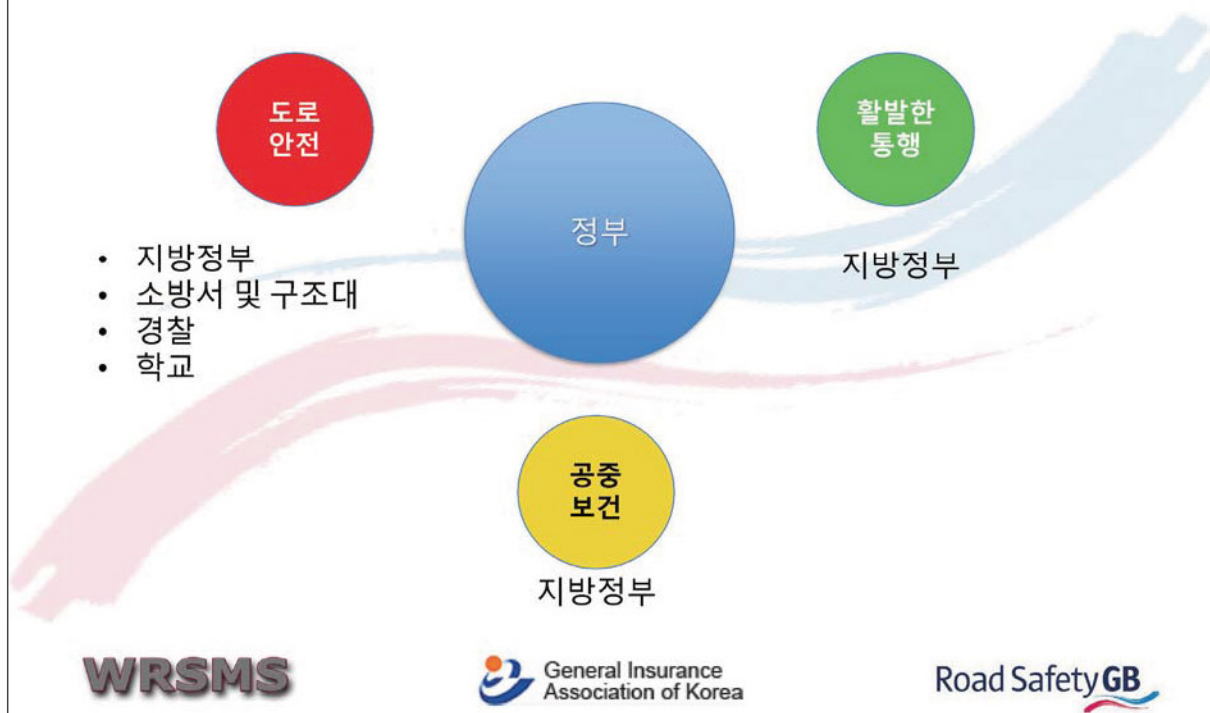 도로
안전
정부
활발한
통행
• 지방정부
• 소방서 및 구조대
• 경찰
• 학교
지방정부
공중
보건
지방정부
WRSMS
General Insurance
Association of Korea
Road Safety GB